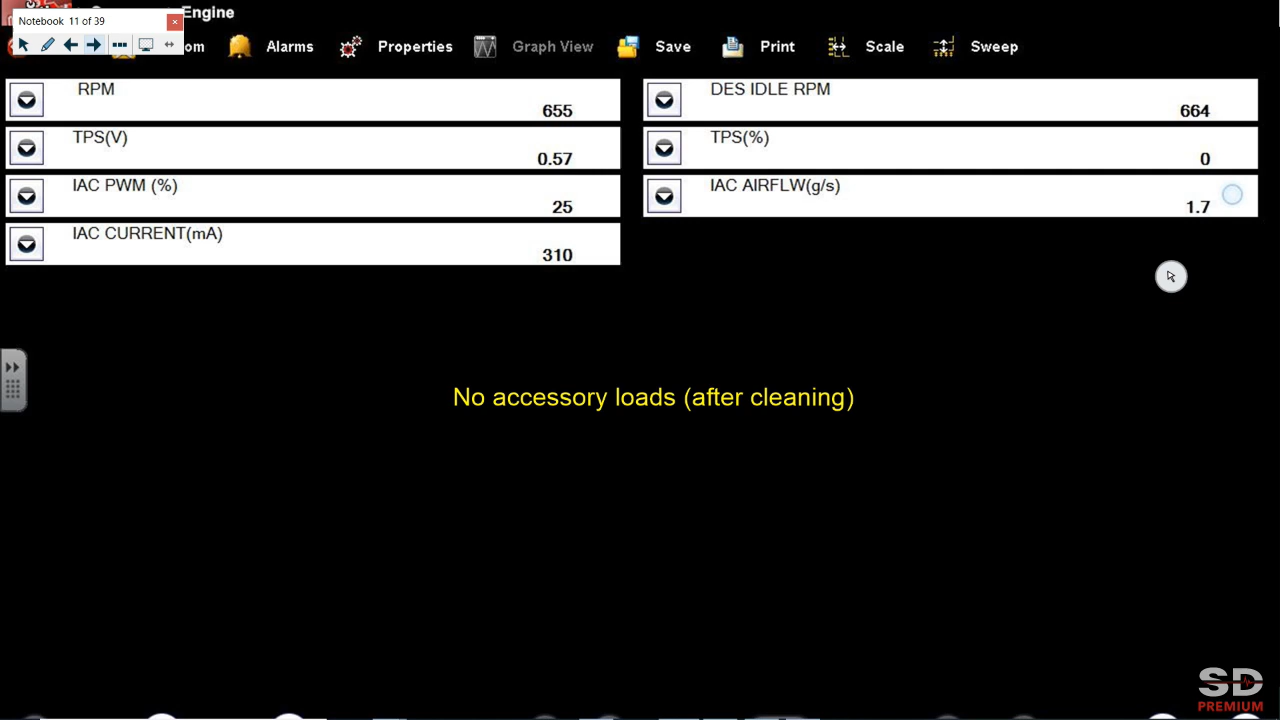 Engine
Notebook 11 of 39
om Alarms Properties Graph View Save Print Scale Sweep
RPM 655
DES IDLE RPM 664
TPS(V) 0.57
TPS(%) 0
IAC PWM (%) 25
IAC AIRFLW(g/s) 1.7
IAC CURRENT(mA) 310
No accessory loads (after cleaning)
SD
PREMIUM